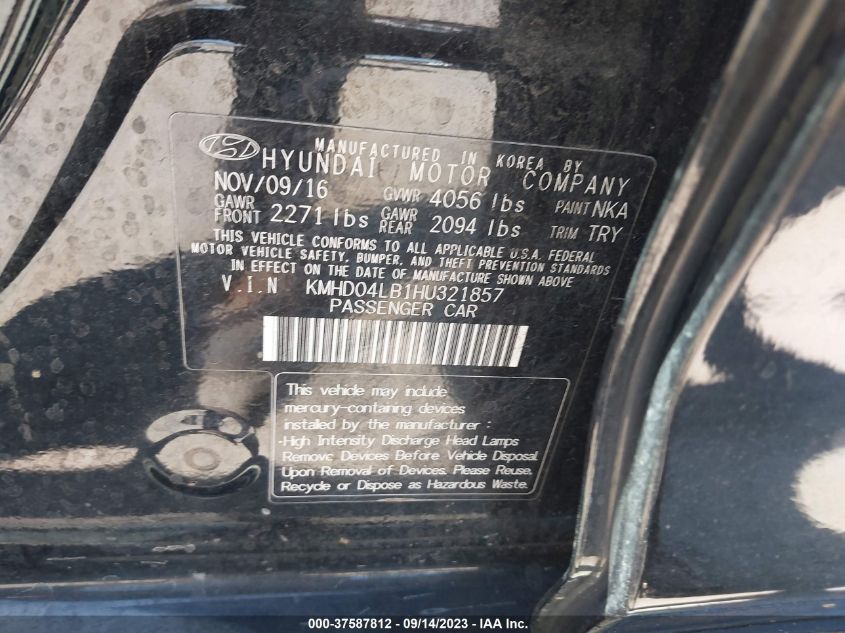 MANUFACTURED IN KOREA BY
HYUNDAI MOTOR COMPANY
NOV/09/16 GVWR 4056 lbs PAINT NKA
GAWR FRONT 2271 lbs GAWR REAR 2094 lbs TRIM TRY
THIS VEHICLE CONFORMS TO ALL APPLICABLE U.S.A. FEDERAL
MOTOR VEHICLE SAFETY, BUMPER, AND THEFT PREVENTION STANDARDS
IN EFFECT ON THE DATE OF MANUFACTURE SHOWN ABOVE
V.I.N KMHD04LB1HU321857
PASSENGER CAR
This vehicle may include
mercury-containing devices
installed by the manufacturer :
-High Intensity Discharge Head Lamps
Remove Devices Before Vehicle Disposal
Upon Removal of Devices. Please Reuse,
Recycle or Dispose as Hazardous Waste.
000-37587812 - 09/14/2023 - IAA Inc.